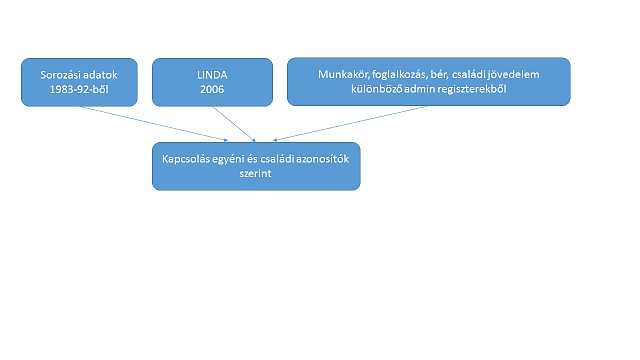 Sorozási adatok
1983-92-ből
LINDA
2006
Munkakör, foglalkozás, bér, családi jövedelem
különböző admin regiszterekből
Kapcsolás egyéni és családi azonosítók
szerint